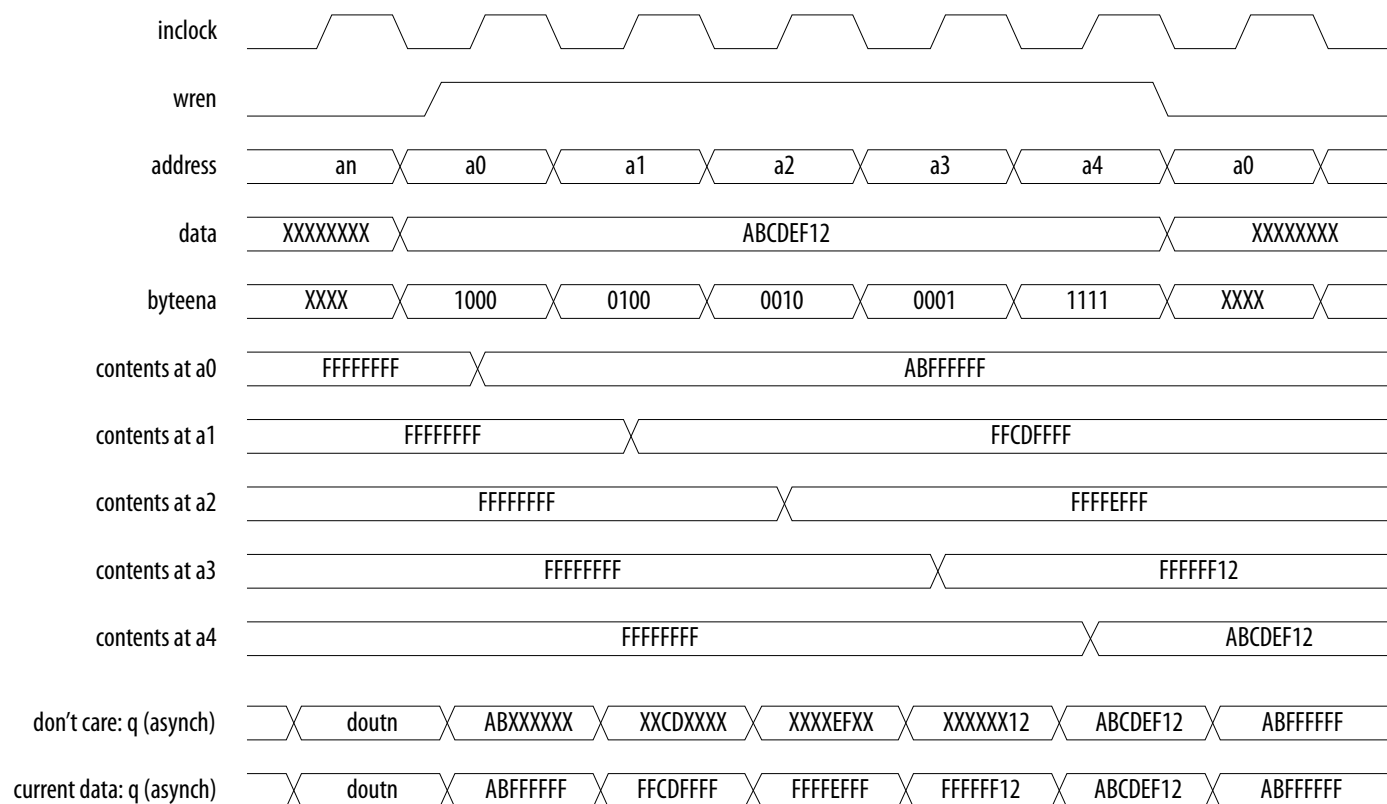 inclock
wren
address an a0 a1 a2 a3 a4 a0
data XXXXXXXX ABCDEF12 XXXXXXXX
byteena XXXX 1000 0100 0010 0001 1111 XXXX
contents at a0 FFFFFFFF ABFFFFFF
contents at a1 FFFFFFFF FFCDFFFF
contents at a2 FFFFFFFF FFFFEFFF
contents at a3 FFFFFFFF FFFFFF12
contents at a4 FFFFFFFF ABCDEF12
don't care: q (asynch) doutn ABXXXXXX XXCDXXXX XXXXEFXX XXXXXX12 ABCDEF12 ABFFFFFF
current data: q (asynch) doutn ABFFFFFF FFCDFFFF FFFFEFFF FFFFFF12 ABCDEF12 ABFFFFFF